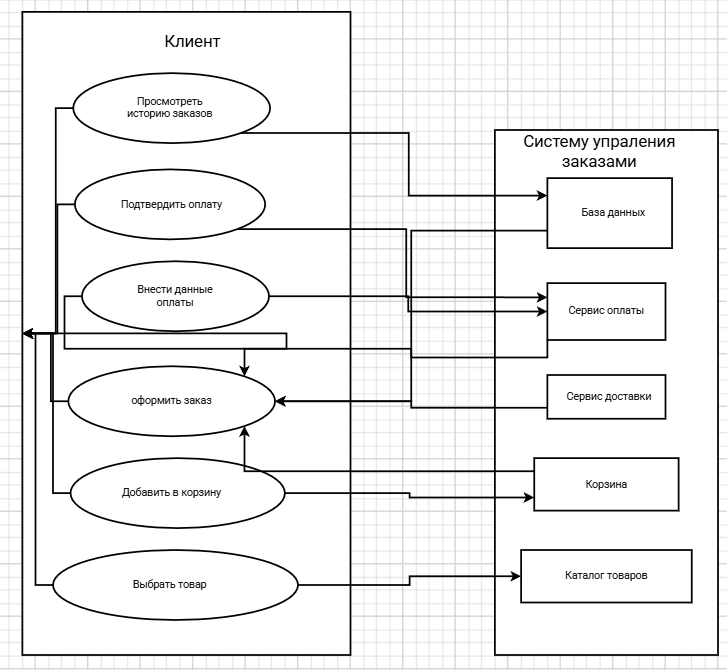 Клиент
Просмотреть
историю заказов
Подтвердить оплату
Внести данные
оплаты
оформить заказ
Добавить в корзину
Выбрать товар
Систему упраления
заказами
База данных
Сервис оплаты
Сервис доставки
Корзина
Каталог товаров